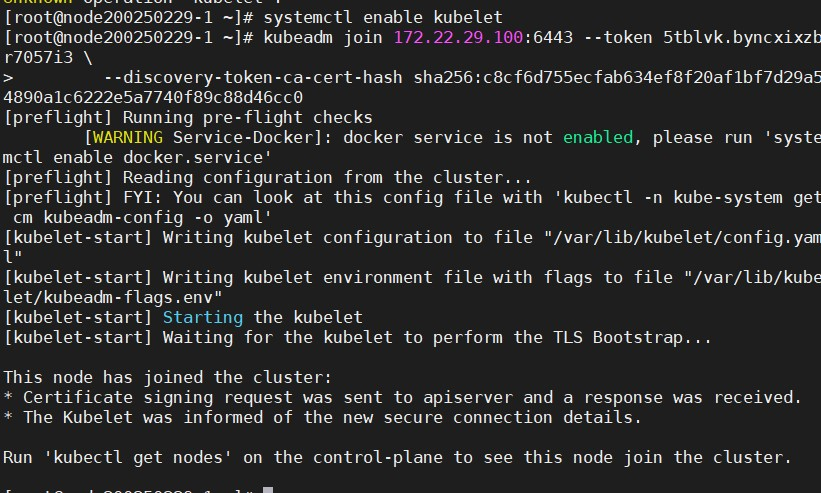 [root@node200250229-1 ~]# systemctl enable kubelet
[root@node200250229-1 ~]# kubeadm join 172.22.29.100:6443 --token 5tblvk.byncxixzb
r7057i3 \
>         --discovery-token-ca-cert-hash sha256:c8cf6d755ecfab634ef8f20af1bf7d29a5
4890a1c6222e5a7740f89c88d46cc0
[preflight] Running pre-flight checks
        [WARNING Service-Docker]: docker service is not enabled, please run 'syste
mctl enable docker.service'
[preflight] Reading configuration from the cluster...
[preflight] FYI: You can look at this config file with 'kubectl -n kube-system get
 cm kubeadm-config -o yaml'
[kubelet-start] Writing kubelet configuration to file "/var/lib/kubelet/config.yam
l"
[kubelet-start] Writing kubelet environment file with flags to file "/var/lib/kube
let/kubeadm-flags.env"
[kubelet-start] Starting the kubelet
[kubelet-start] Waiting for the kubelet to perform the TLS Bootstrap...

This node has joined the cluster:
* Certificate signing request was sent to apiserver and a response was received.
* The Kubelet was informed of the new secure connection details.

Run 'kubectl get nodes' on the control-plane to see this node join the cluster.